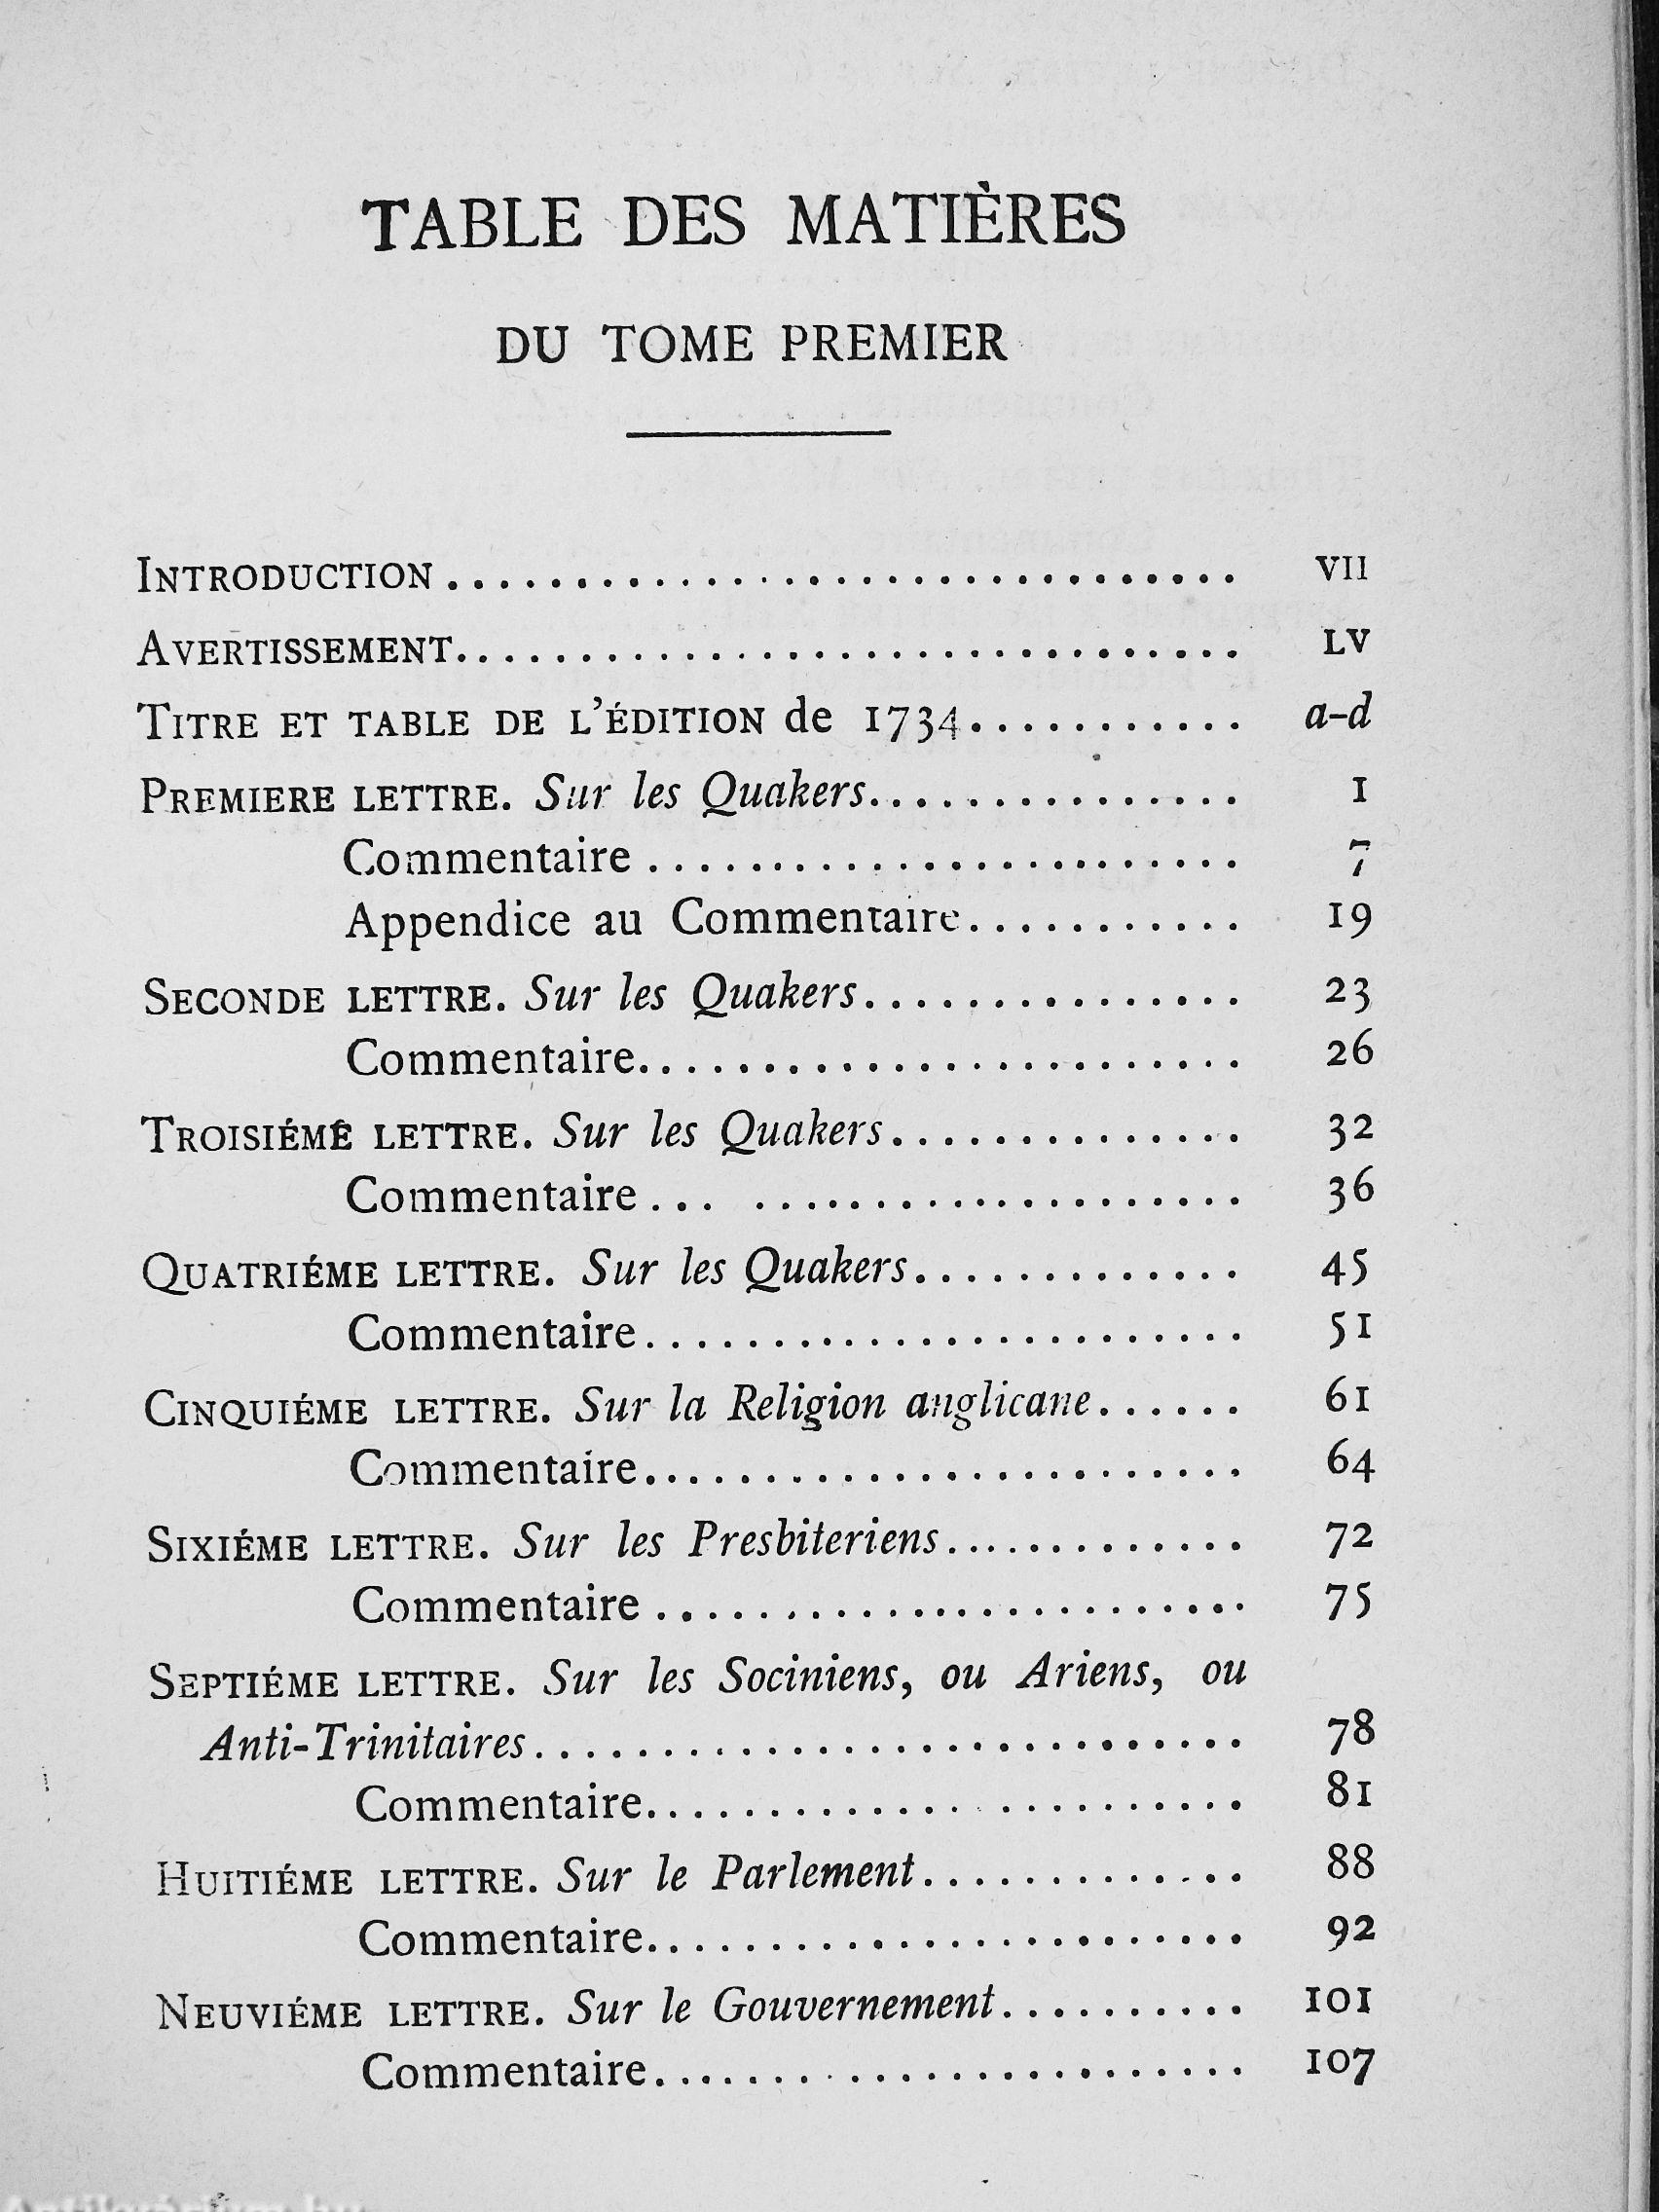 TABLE DES MATIÈRES
DU TOME PREMIER
INTRODUCTION................................ VII
AVERTISSEMENT................................ LV
TITRE ET TABLE DE L'ÉDITION de 1734........... a-d
PREMIERE LETTRE. Sur les Quakers............... 1
Commentaire ........................ 7
Appendice au Commentaire........... 19
SECONDE LETTRE. Sur les Quakers............... 23
Commentaire........................ 26
TROISIÉME LETTRE. Sur les Quakers.............. 32
Commentaire... .................... 36
QUATRIÉME LETTRE. Sur les Quakers............. 45
Commentaire........................ 51
CINQUIÉME LETTRE. Sur la Religion anglicane...... 61
Commentaire........................ 64
SIXIÉME LETTRE. Sur les Presbiteriens............ 72
Commentaire ........................ 75
SEPTIÉME LETTRE. Sur les Sociniens, ou Ariens, ou
Anti-Trinitaires............................. 78
Commentaire........................ 81
HUITIÉME LETTRE. Sur le Parlement............. 88
Commentaire........................ 92
NEUVIÉME LETTRE. Sur le Gouvernement.......... 101
Commentaire........................ 107